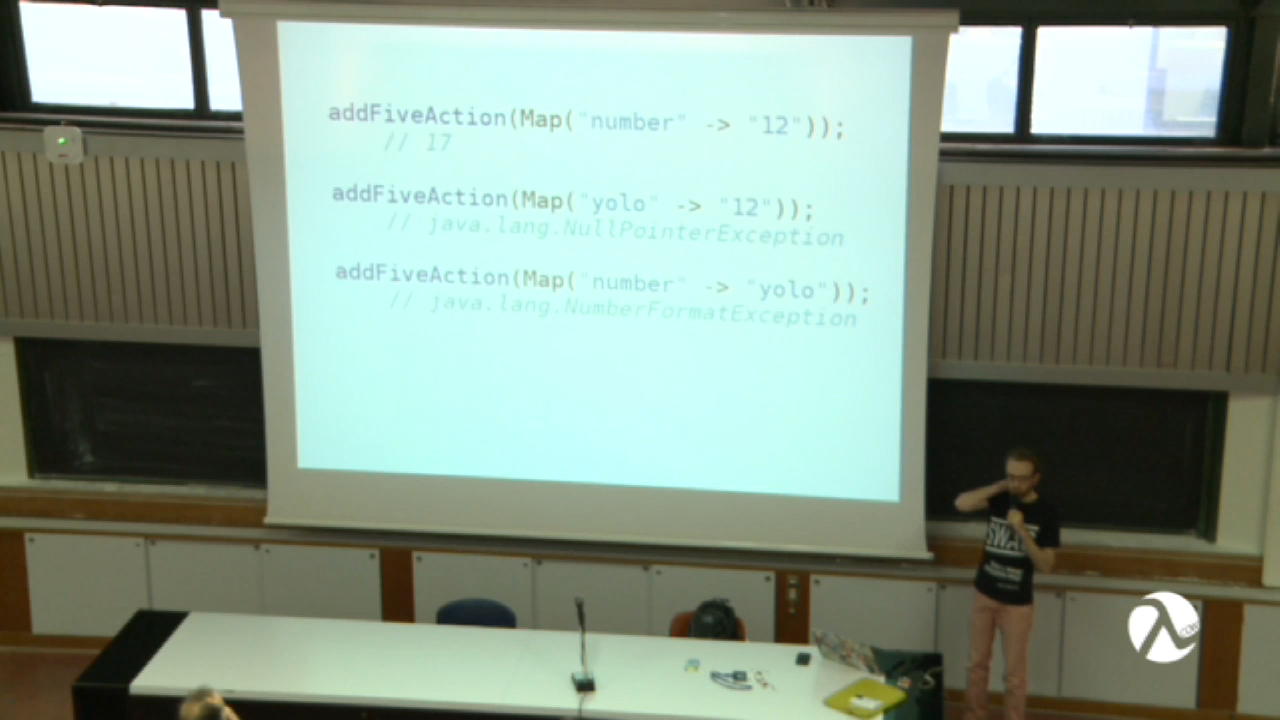 addFiveAction(Map("number" -> "12"));
// 17
addFiveAction(Map("yolo" -> "12"));
// java.lang.NullPointerException
addFiveAction(Map("number" -> "yolo"));
// java.lang.NumberFormatException
SWAG
λ